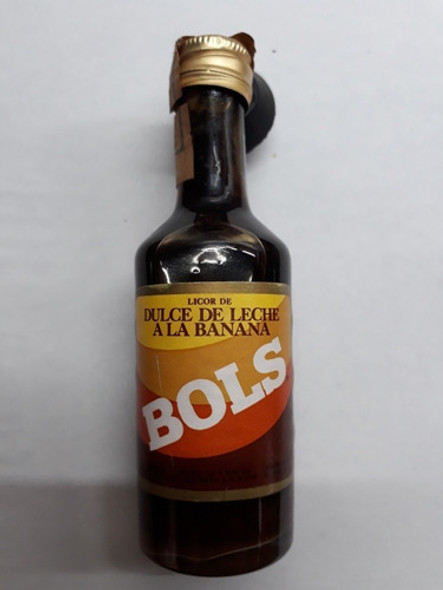 LICOR DE
DULCE DE LECHE
A LA BANANA
BOLS